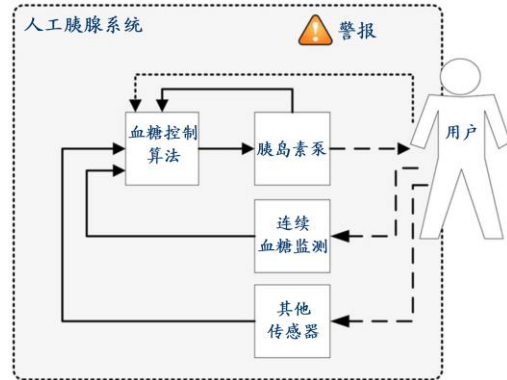 人工胰腺系统
警报
血糖控制
算法
胰岛素泵
用户
连续
血糖监测
其他
传感器